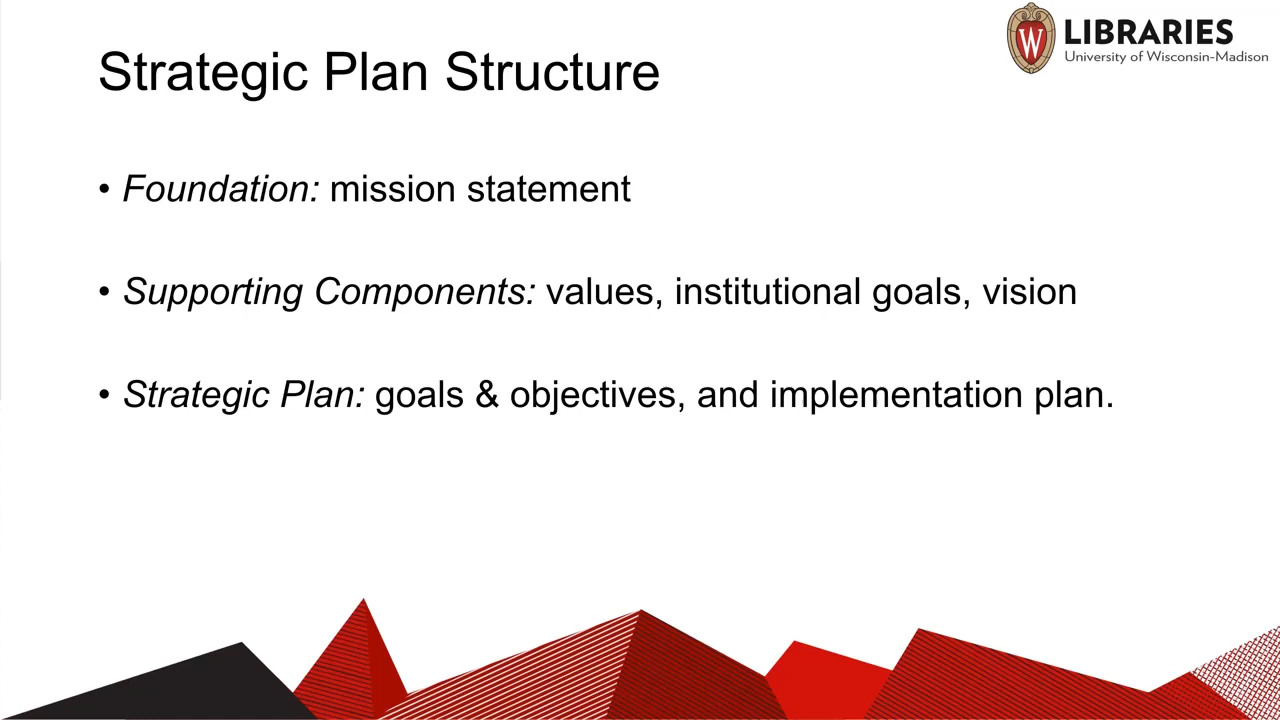 LIBRARIES
University of Wisconsin-Madison
W
Strategic Plan Structure
• Foundation: mission statement
• Supporting Components: values, institutional goals, vision
• Strategic Plan: goals & objectives, and implementation plan.